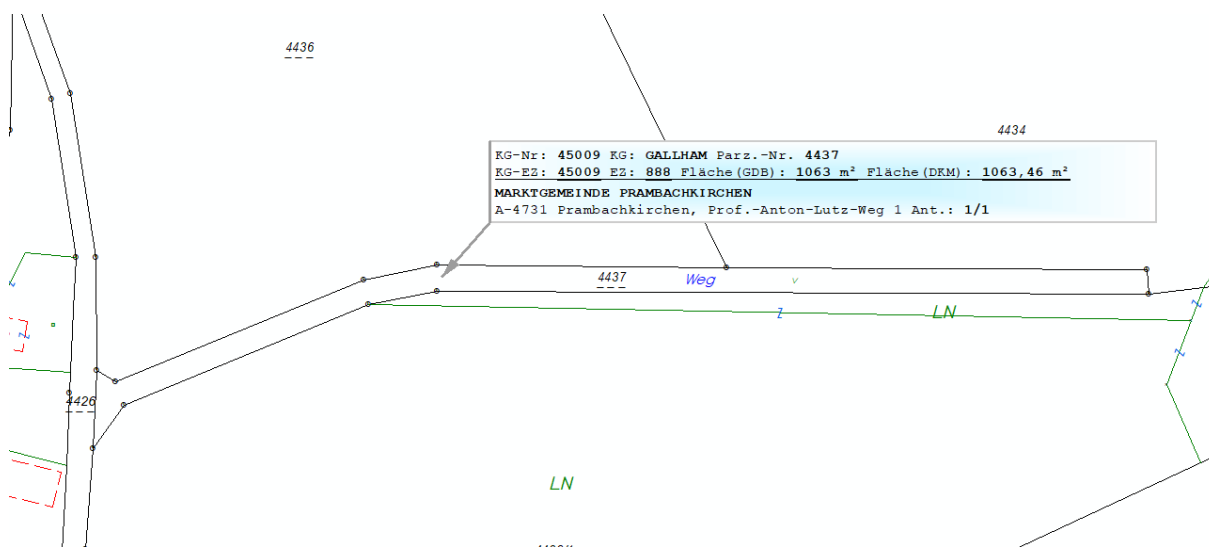 4436
4434
KG-Nr: 45009 KG: GALLHAM Parz.-Nr. 4437
KG-EZ: 45009 EZ: 888 Fläche(GDB): 1063 m² Fläche(DKM): 1063,46 m²
MARKTGEMEINDE PRAMBACHKIRCHEN
A-4731 Prambachkirchen, Prof.-Anton-Lutz-Weg 1 Ant.: 1/1
4437 Weg v
Z
Z LN
Z
Z
Z
4426
LN